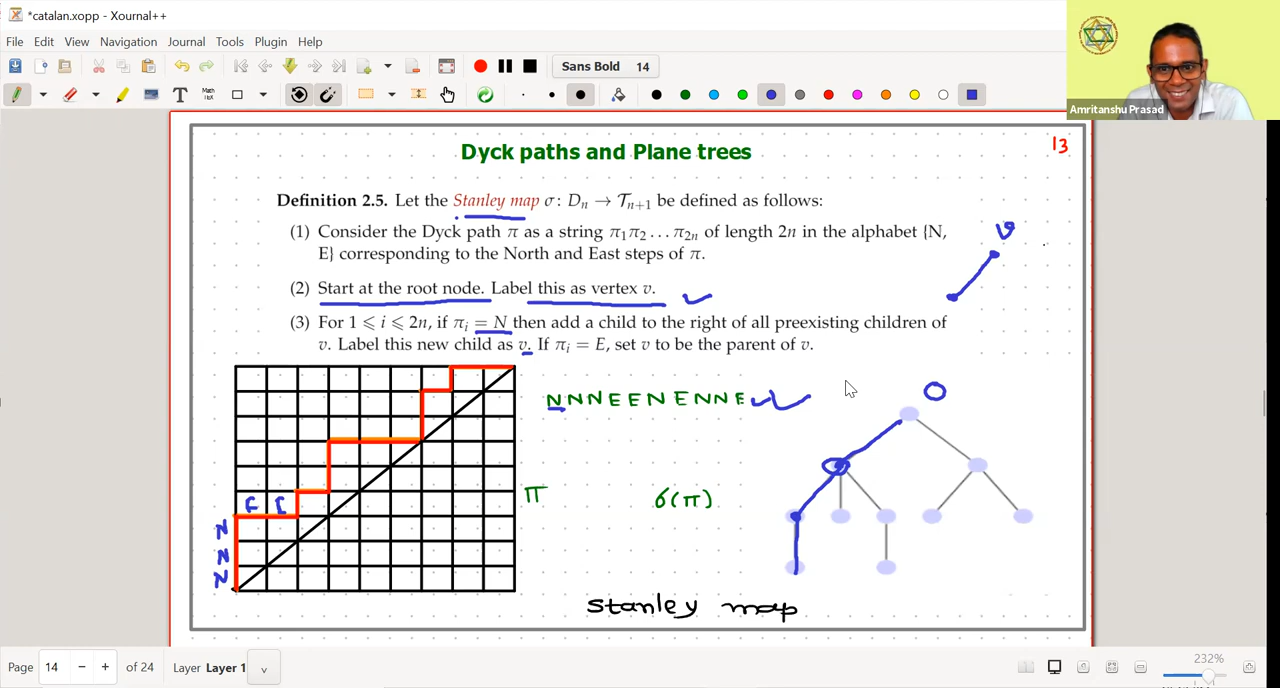 *catalan.xopp - Xournal++
File Edit View Navigation Journal Tools Plugin Help
Sans Bold 14
Amritanshu Prasad
Dyck paths and Plane trees
13
Definition 2.5. Let the Stanley map σ: Dₙ → 𝒯ₙ₊₁ be defined as follows:
(1) Consider the Dyck path π as a string π₁π₂ … π₂ₙ of length 2n in the alphabet {N,
E} corresponding to the North and East steps of π.
(2) Start at the root node. Label this as vertex v.
(3) For 1 ⩽ i ⩽ 2n, if πᵢ = N then add a child to the right of all preexisting children of
v. Label this new child as v. If πᵢ = E, set v to be the parent of v.
v
N N N E E N E N N E
E E
π
σ(π)
N
N
N
Stanley map
Page 14 − + of 24 Layer Layer 1
232%